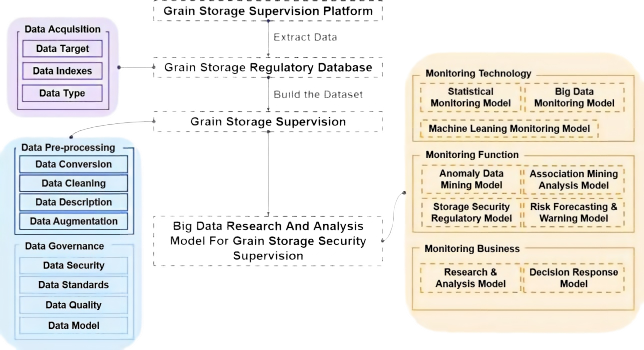 Grain Storage Supervision Platform
Extract Data
Grain Storage Regulatory Database
Build the Dataset
Grain Storage Supervision
Big Data Research And Analysis
Model For Grain Storage Security
Supervision
Data Acquisition
Data Target
Data Indexes
Data Type
Data Pre-processing
Data Conversion
Data Cleaning
Data Description
Data Augmentation
Data Governance
Data Security
Data Standards
Data Quality
Data Model
Monitoring Technology
Statistical
Monitoring Model
Big Data
Monitoring Model
Machine Leaning Monitoring Model
Monitoring Function
Anomaly Data
Mining Model
Association Mining
Analysis Model
Storage Security
Regulatory Model
Risk Forecasting &
Warning Model
Monitoring Business
Research &
Analysis Model
Decision Response
Model